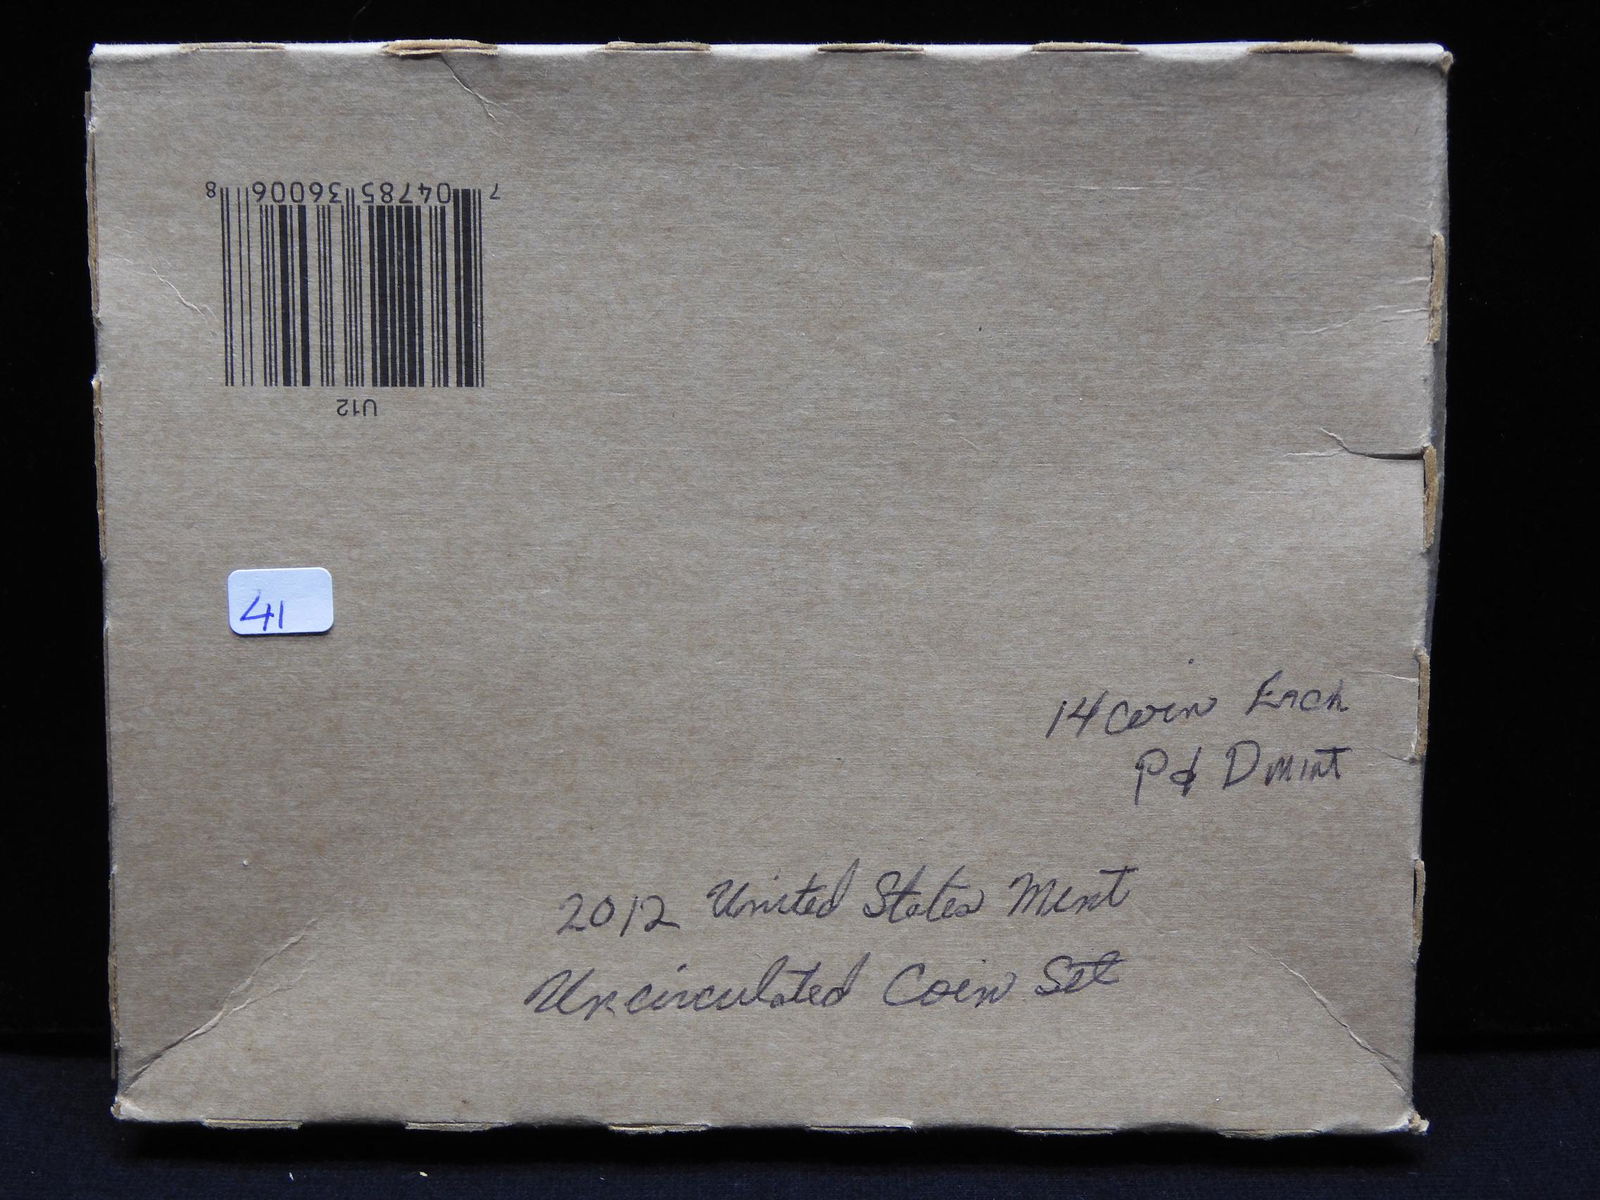 7 04785 36006 8
U12
41
14 coin Each
P & D mint
2012 United States Mint
Uncirculated Coin Set